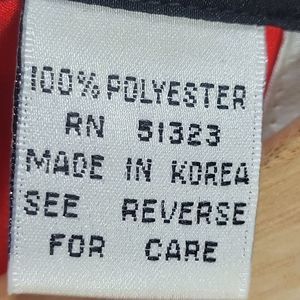 100% POLYESTER
RN 51323
MADE IN KOREA
SEE REVERSE
FOR CARE